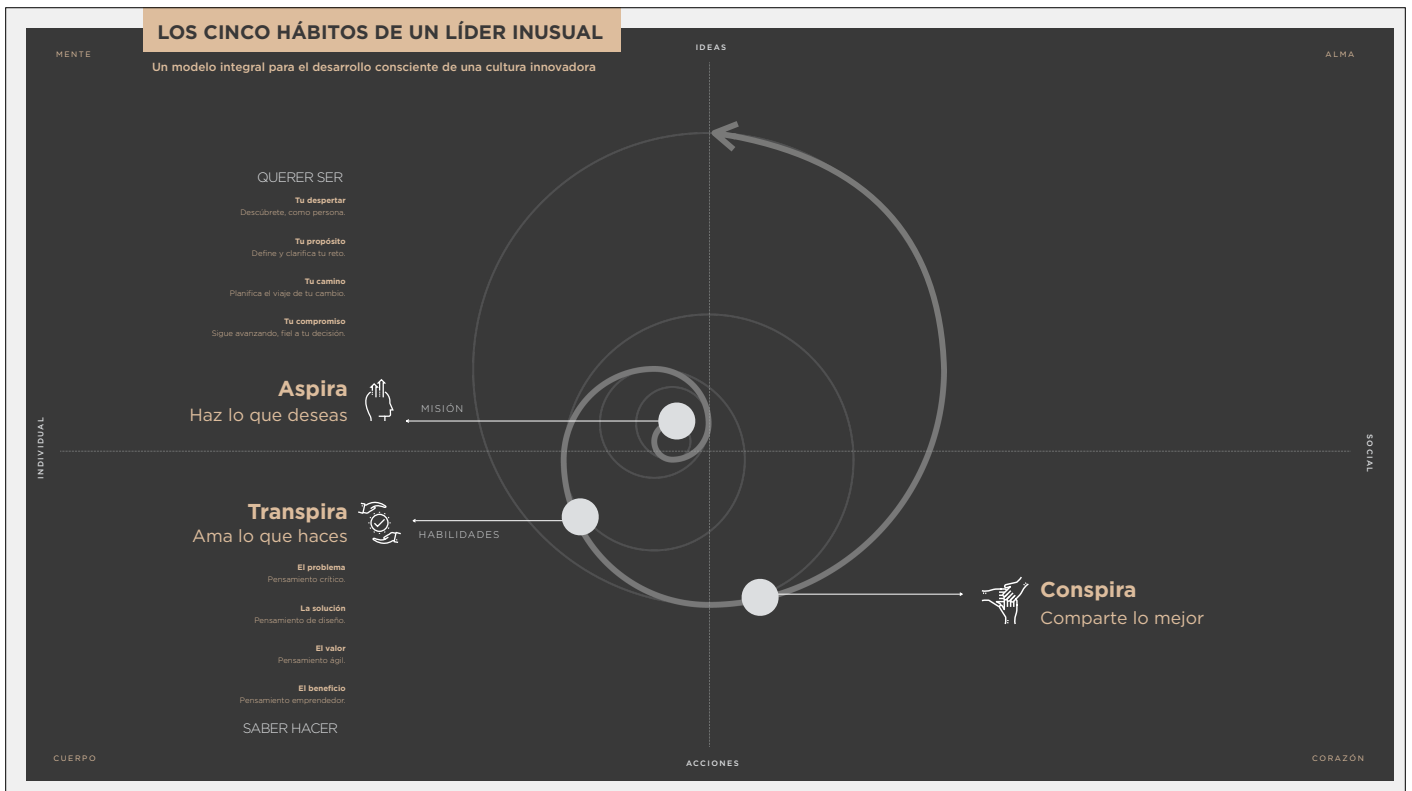 LOS CINCO HÁBITOS DE UN LÍDER INUSUAL
Un modelo integral para el desarrollo consciente de una cultura innovadora
MENTE
IDEAS
ALMA
QUERER SER
Tu despertar
Descúbrete, como persona.
Tu propósito
Define y clarifica tu reto.
Tu camino
Planifica el viaje de tu cambio.
Tu compromiso
Sigue avanzando, fiel a tu decisión.
Aspira
Haz lo que deseas
MISIÓN
INDIVIDUAL
SOCIAL
Transpira
Ama lo que haces
HABILIDADES
El problema
Pensamiento crítico.
La solución
Pensamiento de diseño.
El valor
Pensamiento ágil.
El beneficio
Pensamiento emprendedor.
SABER HACER
Conspira
Comparte lo mejor
CUERPO
ACCIONES
CORAZÓN